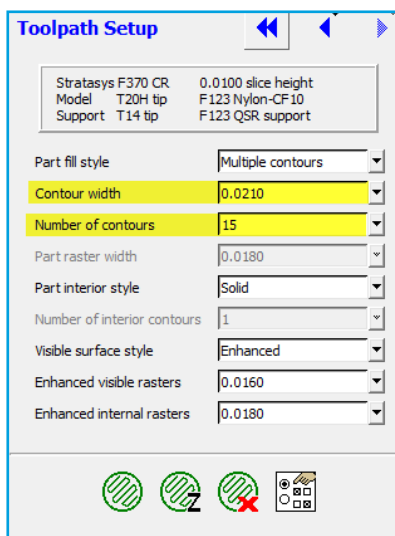 Toolpath Setup
Stratasys F370 CR 0.0100 slice height
Model T20H tip F123 Nylon-CF10
Support T14 tip F123 QSR support
Part fill style Multiple contours
Contour width 0.0210
Number of contours 15
Part raster width 0.0180
Part interior style Solid
Number of interior contours 1
Visible surface style Enhanced
Enhanced visible rasters 0.0160
Enhanced internal rasters 0.0180
Z